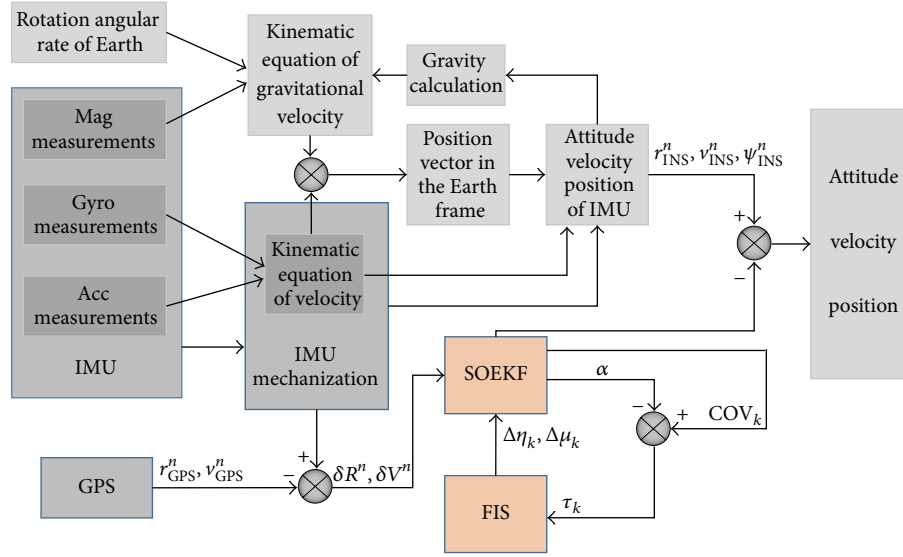 Rotation angular
rate of Earth
Kinematic
equation of
gravitational
velocity
Gravity
calculation
Mag
measurements
Gyro
measurements
Acc
measurements
IMU
Position
vector in
the Earth
frame
Attitude
velocity
position
of IMU
r^n_INS, v^n_INS, ψ^n_INS
+
−
Attitude
velocity
position
Kinematic
equation
of velocity
IMU
mechanization
SOEKF
α
−
+
COV_k
Δη_k, Δμ_k
GPS
r^n_GPS, v^n_GPS
+
−
δR^n, δV^n
FIS
τ_k